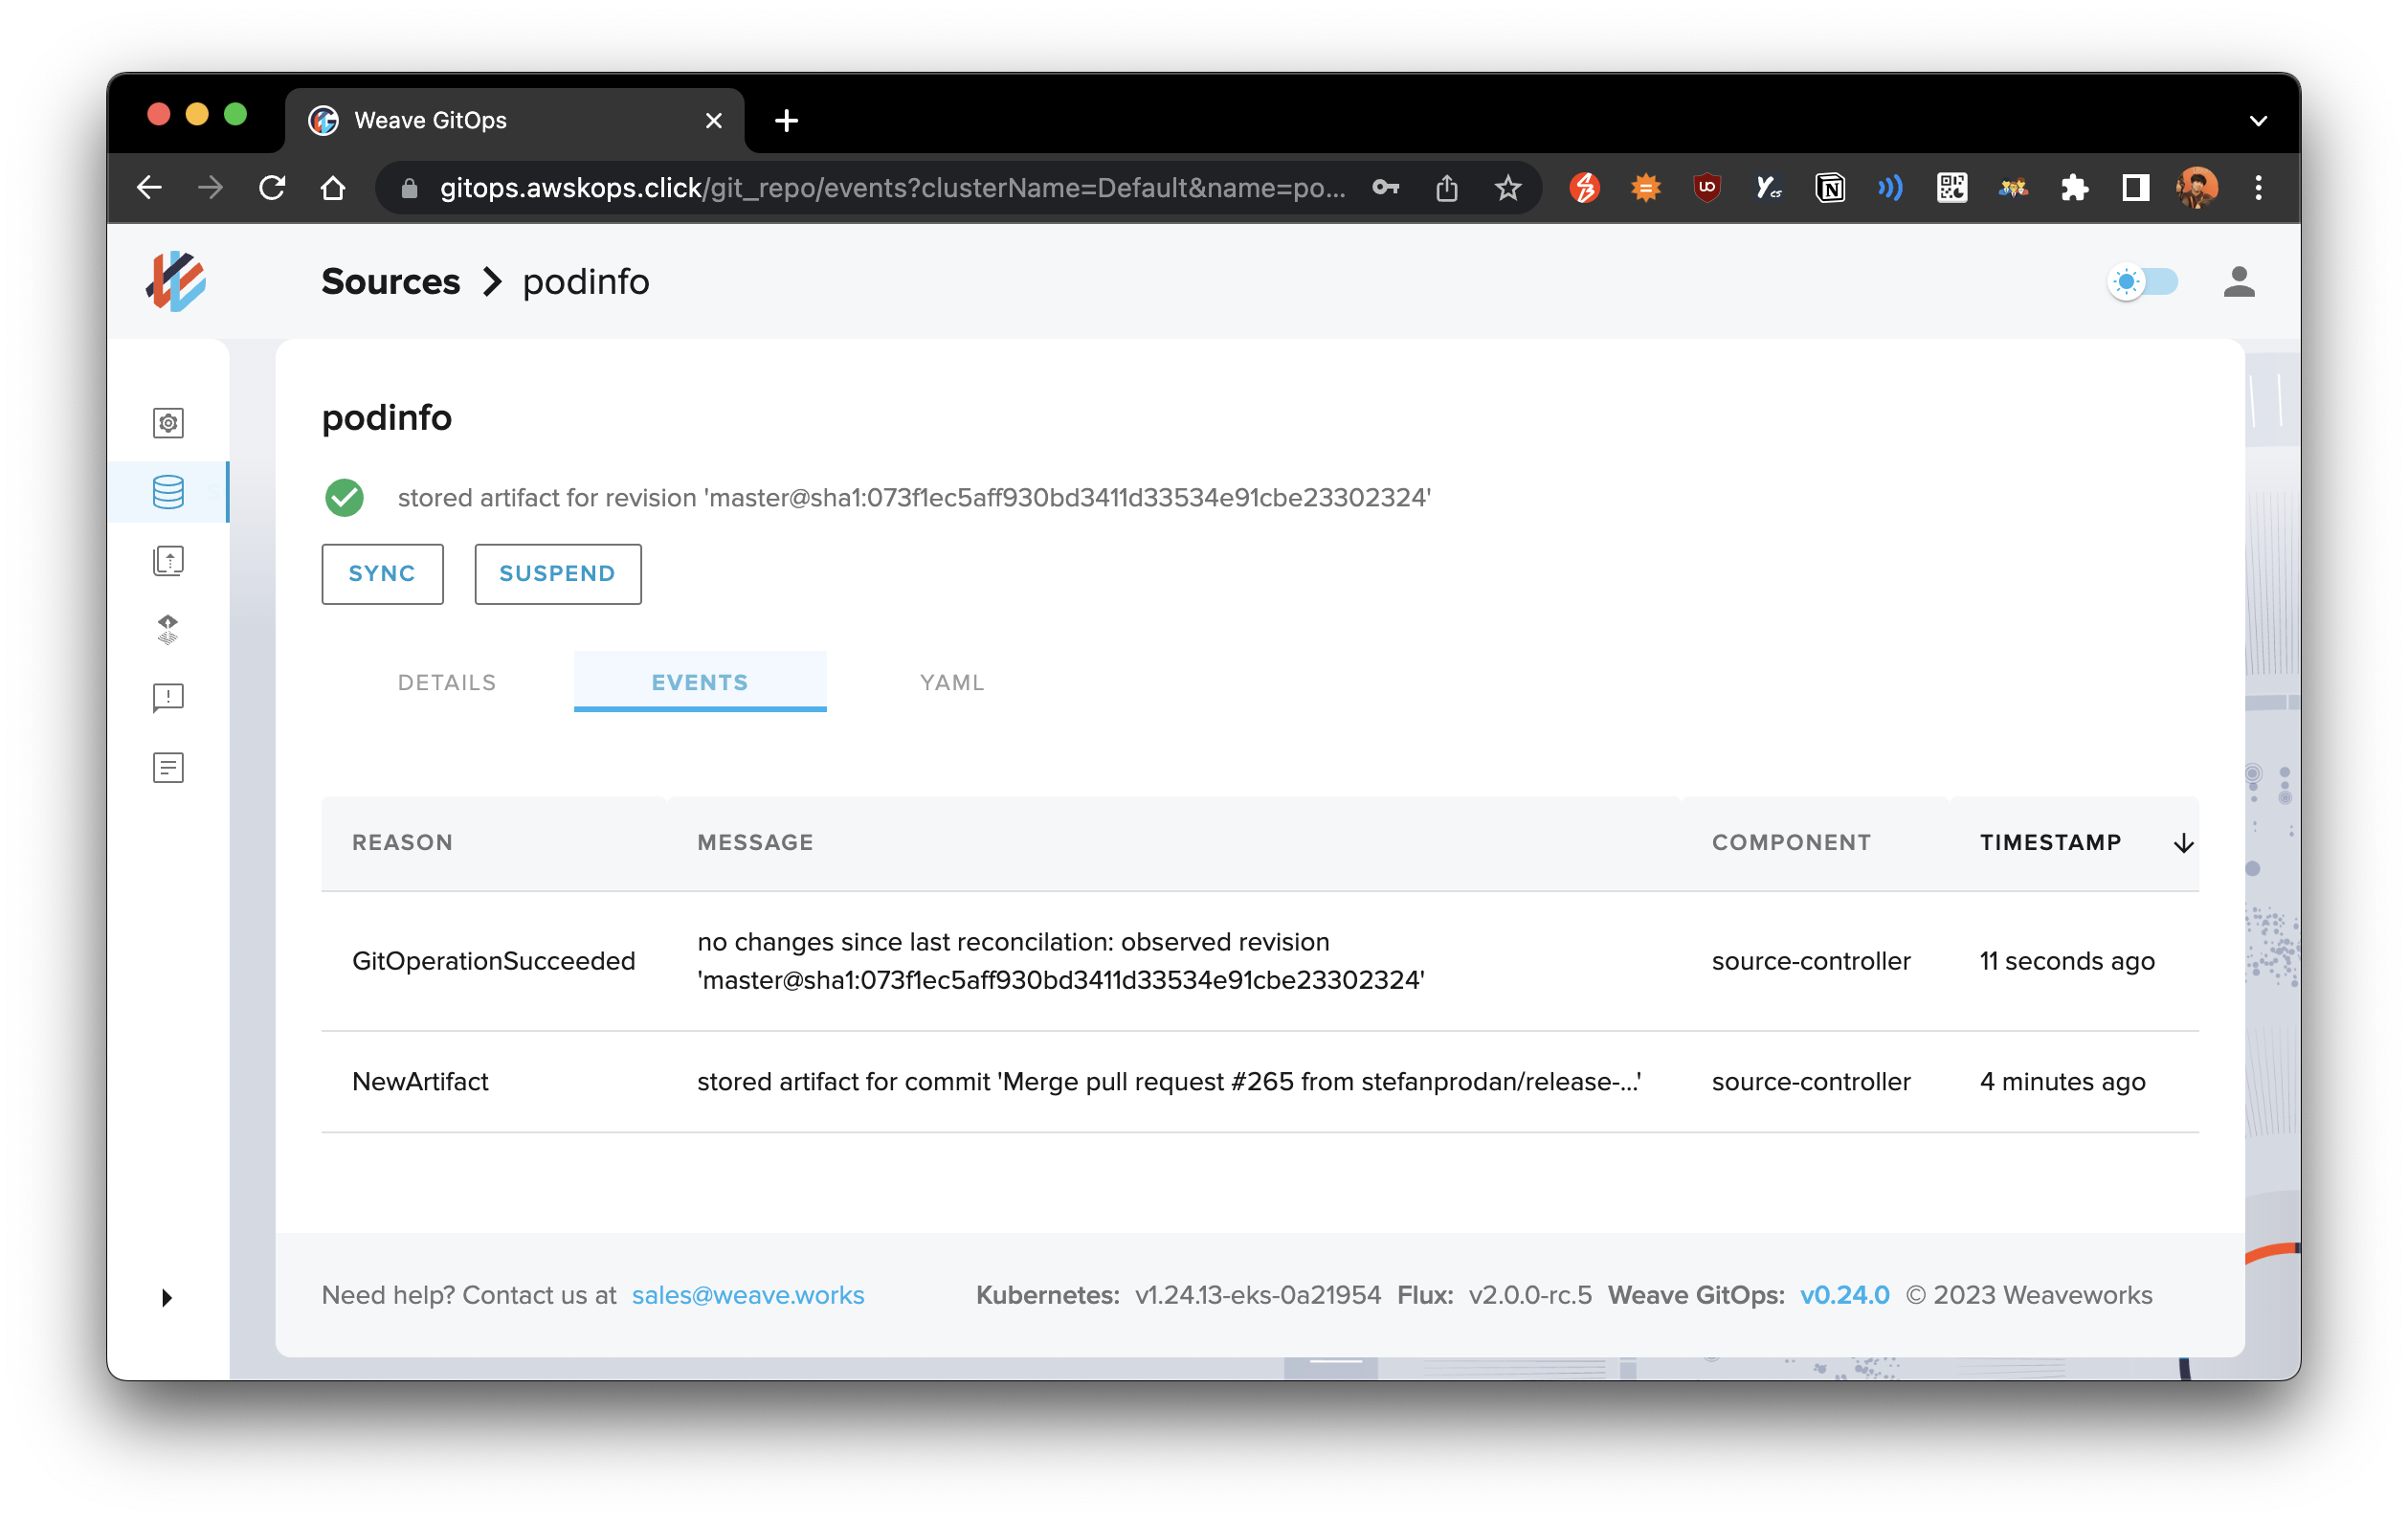 Weave GitOps
gitops.awskops.click/git_repo/events?clusterName=Default&name=po...
Sources > podinfo
podinfo
stored artifact for revision 'master@sha1:073f1ec5aff930bd3411d33534e91cbe23302324'
SYNC SUSPEND
DETAILS EVENTS YAML
REASON MESSAGE COMPONENT TIMESTAMP
GitOperationSucceeded no changes since last reconcilation: observed revision source-controller 11 seconds ago
'master@sha1:073f1ec5aff930bd3411d33534e91cbe23302324'
NewArtifact stored artifact for commit 'Merge pull request #265 from stefanprodan/release-...' source-controller 4 minutes ago
Need help? Contact us at sales@weave.works Kubernetes: v1.24.13-eks-0a21954 Flux: v2.0.0-rc.5 Weave GitOps: v0.24.0 © 2023 Weaveworks